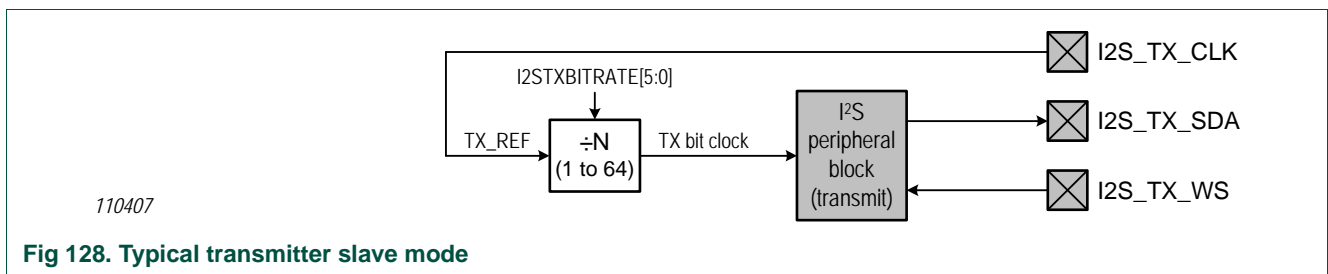 I2S_TX_CLK
I2STXBITRATE[5:0]
TX_REF
÷N
(1 to 64)
TX bit clock
I²S
peripheral
block
(transmit)
I2S_TX_SDA
I2S_TX_WS
110407
Fig 128. Typical transmitter slave mode